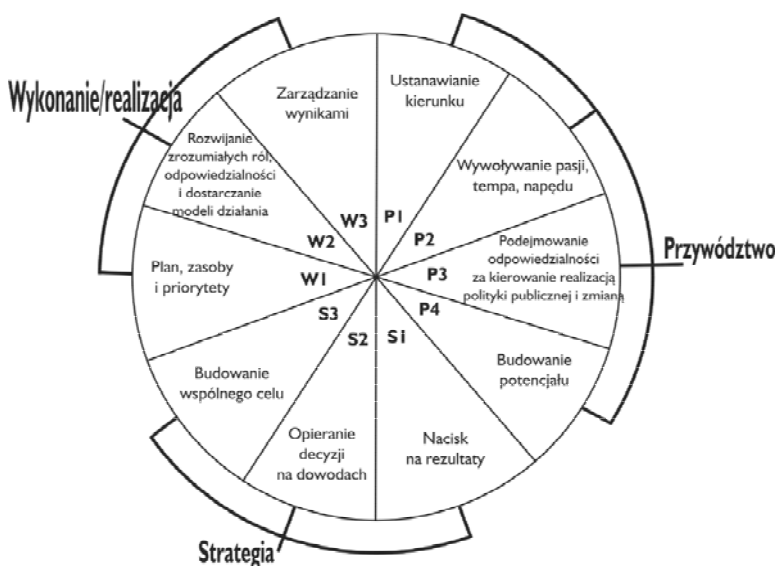 Wykonanie/realizacja
Zarządzanie
wynikami
W3
Ustanawianie
kierunku
P1
Wywoływanie pasji,
tempa, napędu
P2
Podejmowanie
odpowiedzialności
za kierowanie realizacją
polityki publicznej i zmianą
P3
Przywództwo
Budowanie
potencjału
P4
Nacisk
na rezultaty
S1
Opieranie
decyzji
na dowodach
S2
Strategia
Budowanie
wspólnego celu
S3
Plan, zasoby
i priorytety
W1
Rozwijanie
zrozumiałych ról,
odpowiedzialności
i dostarczanie
modeli działania
W2